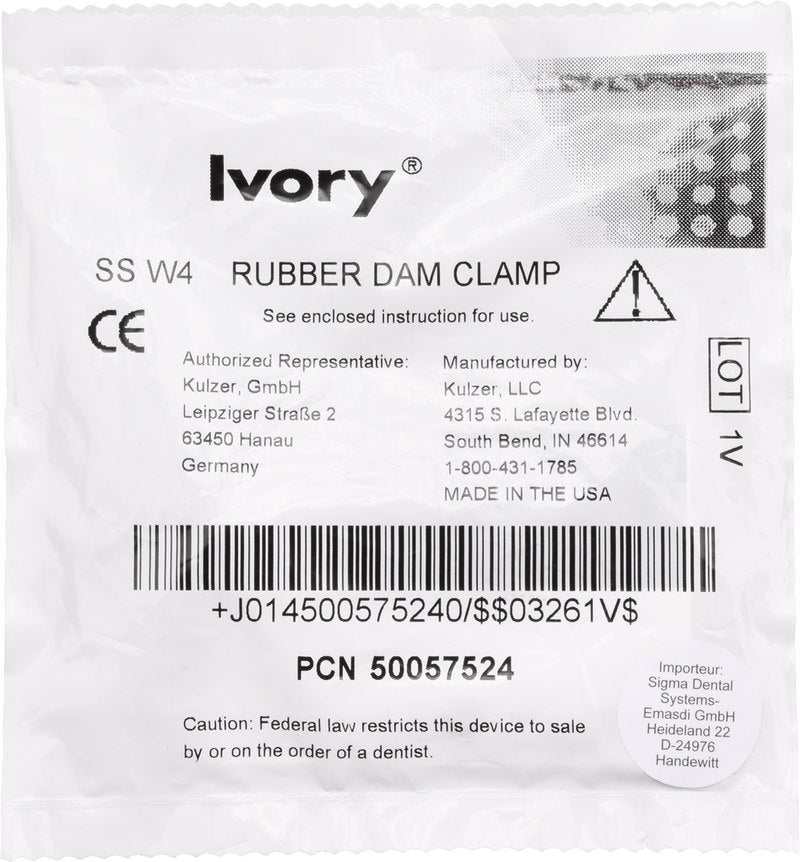 Ivory®
SS W4 RUBBER DAM CLAMP
See enclosed instruction for use.
CE
Authorized Representative:
Kulzer, GmbH
Leipziger Straße 2
63450 Hanau
Germany
Manufactured by:
Kulzer, LLC
4315 S. Lafayette Blvd.
South Bend, IN 46614
1-800-431-1785
MADE IN THE USA
LOT 1V
+J014500575240/$$03261V$
PCN 50057524
Caution: Federal law restricts this device to sale
by or on the order of a dentist.
Importeur:
Sigma Dental
Systems-
Emasdi GmbH
Heideland 22
D-24976
Handewitt